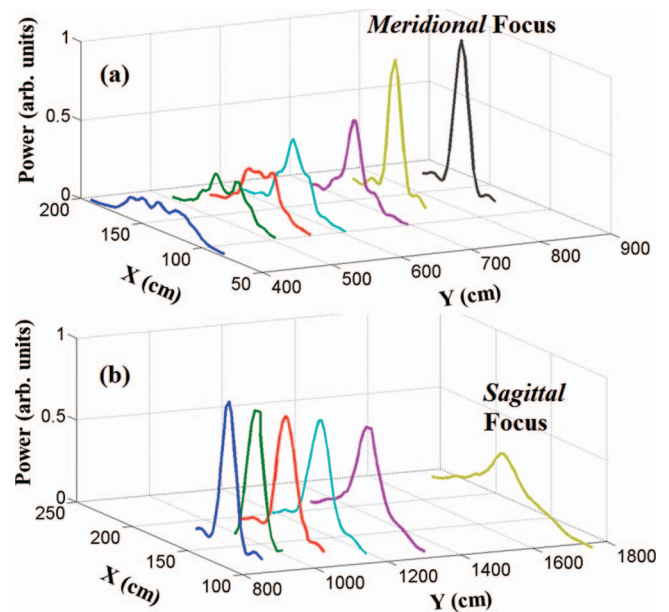 Meridional Focus
(a)
Power (arb. units)
1
0.5
0
200
150
100
50
X (cm)
400
500
600
700
800
900
Y (cm)
(b)
Sagittal
Focus
Power (arb. units)
1
0.5
0
250
200
150
100
X (cm)
800
1000
1200
1400
1600
1800
Y (cm)